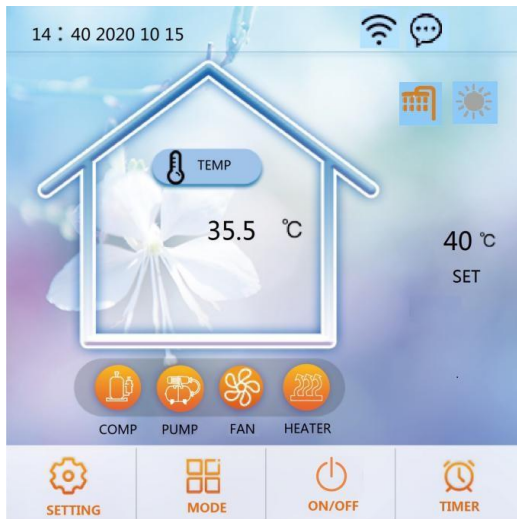 14 : 40 2020 10 15
TEMP
35.5 ℃
40 ℃
SET
COMP PUMP FAN HEATER
SETTING MODE ON/OFF TIMER